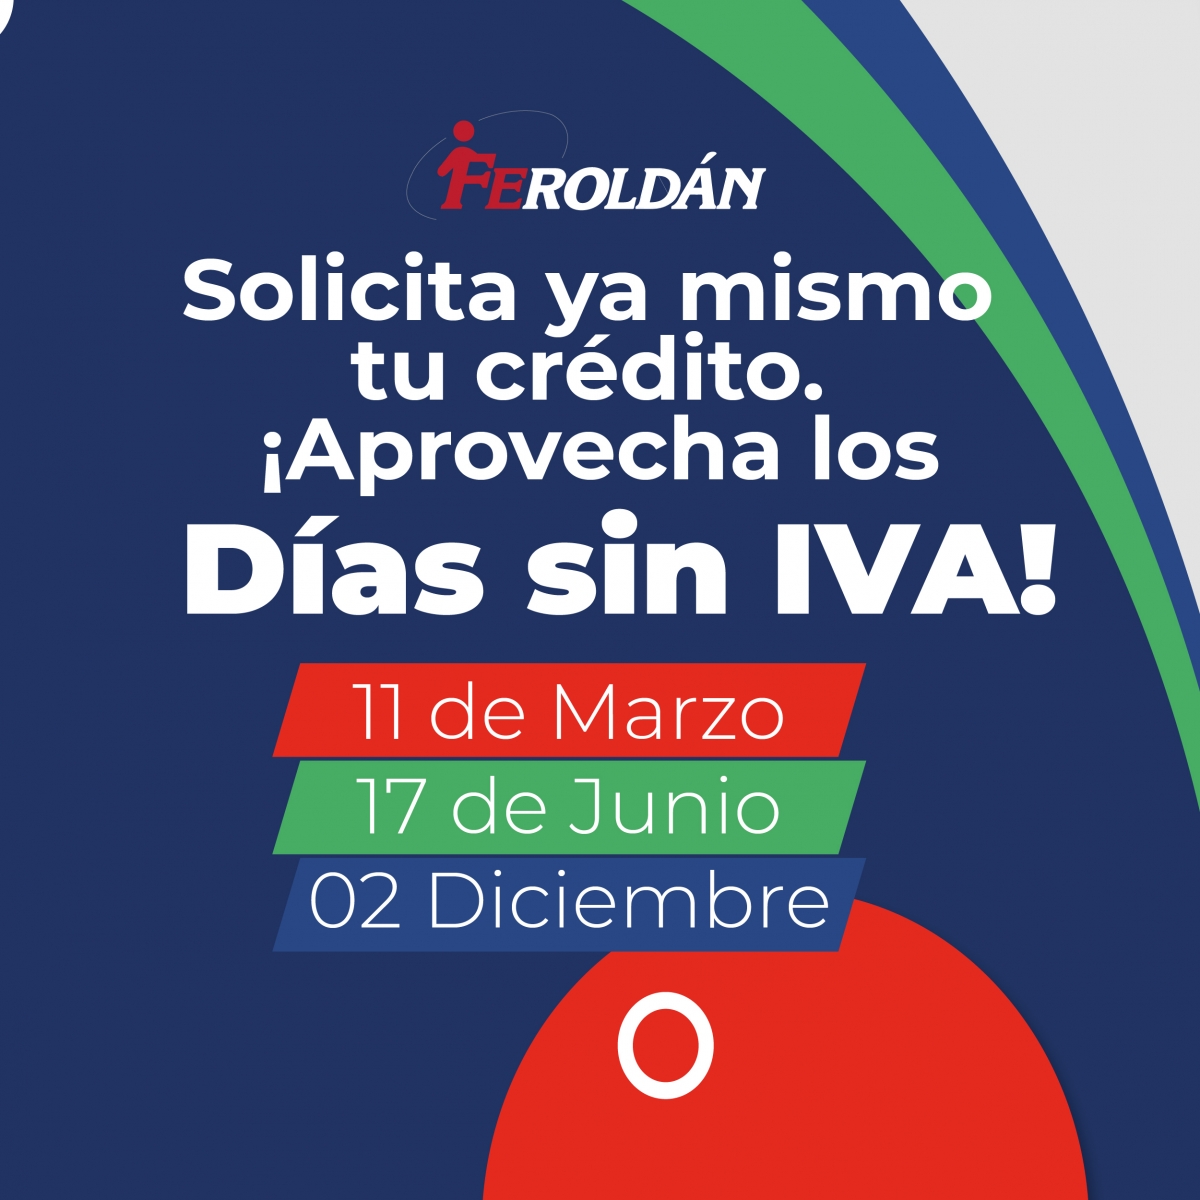 FEROLDÁN
Solicita ya mismo
tu crédito.
¡Aprovecha los
Días sin IVA!
11 de Marzo
17 de Junio
02 Diciembre